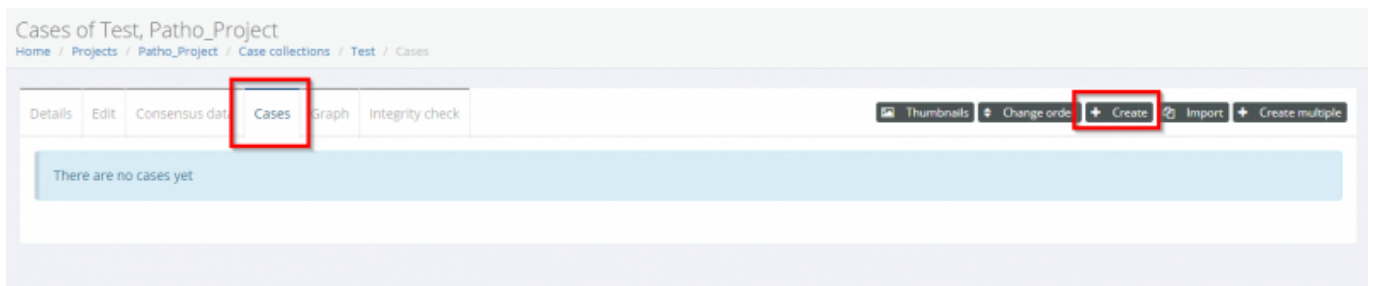 Cases of Test, Patho_Project
Home / Projects / Patho_Project / Case collections / Test / Cases
Details Edit Consensus data Cases Graph Integrity check Thumbnails Change order + Create Import + Create multiple
There are no cases yet